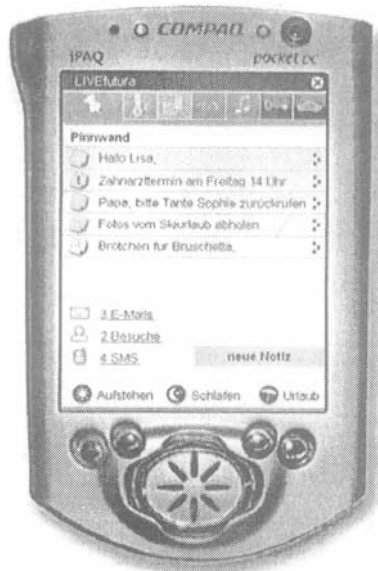 COMPAQ
iPAQ pocket pc
LIVEfutura
Pinnwand
Hallo Lisa,
Zahnarzttermin am Freitag 14 Uhr
Papa, bitte Tante Sophie zurückrufen
Fotos vom Skiurlaub abholen
Brötchen für Bruschetta,
3 E-Mails
2 Besuche
4 SMS neue Notiz
Aufstehen Schlafen Urlaub